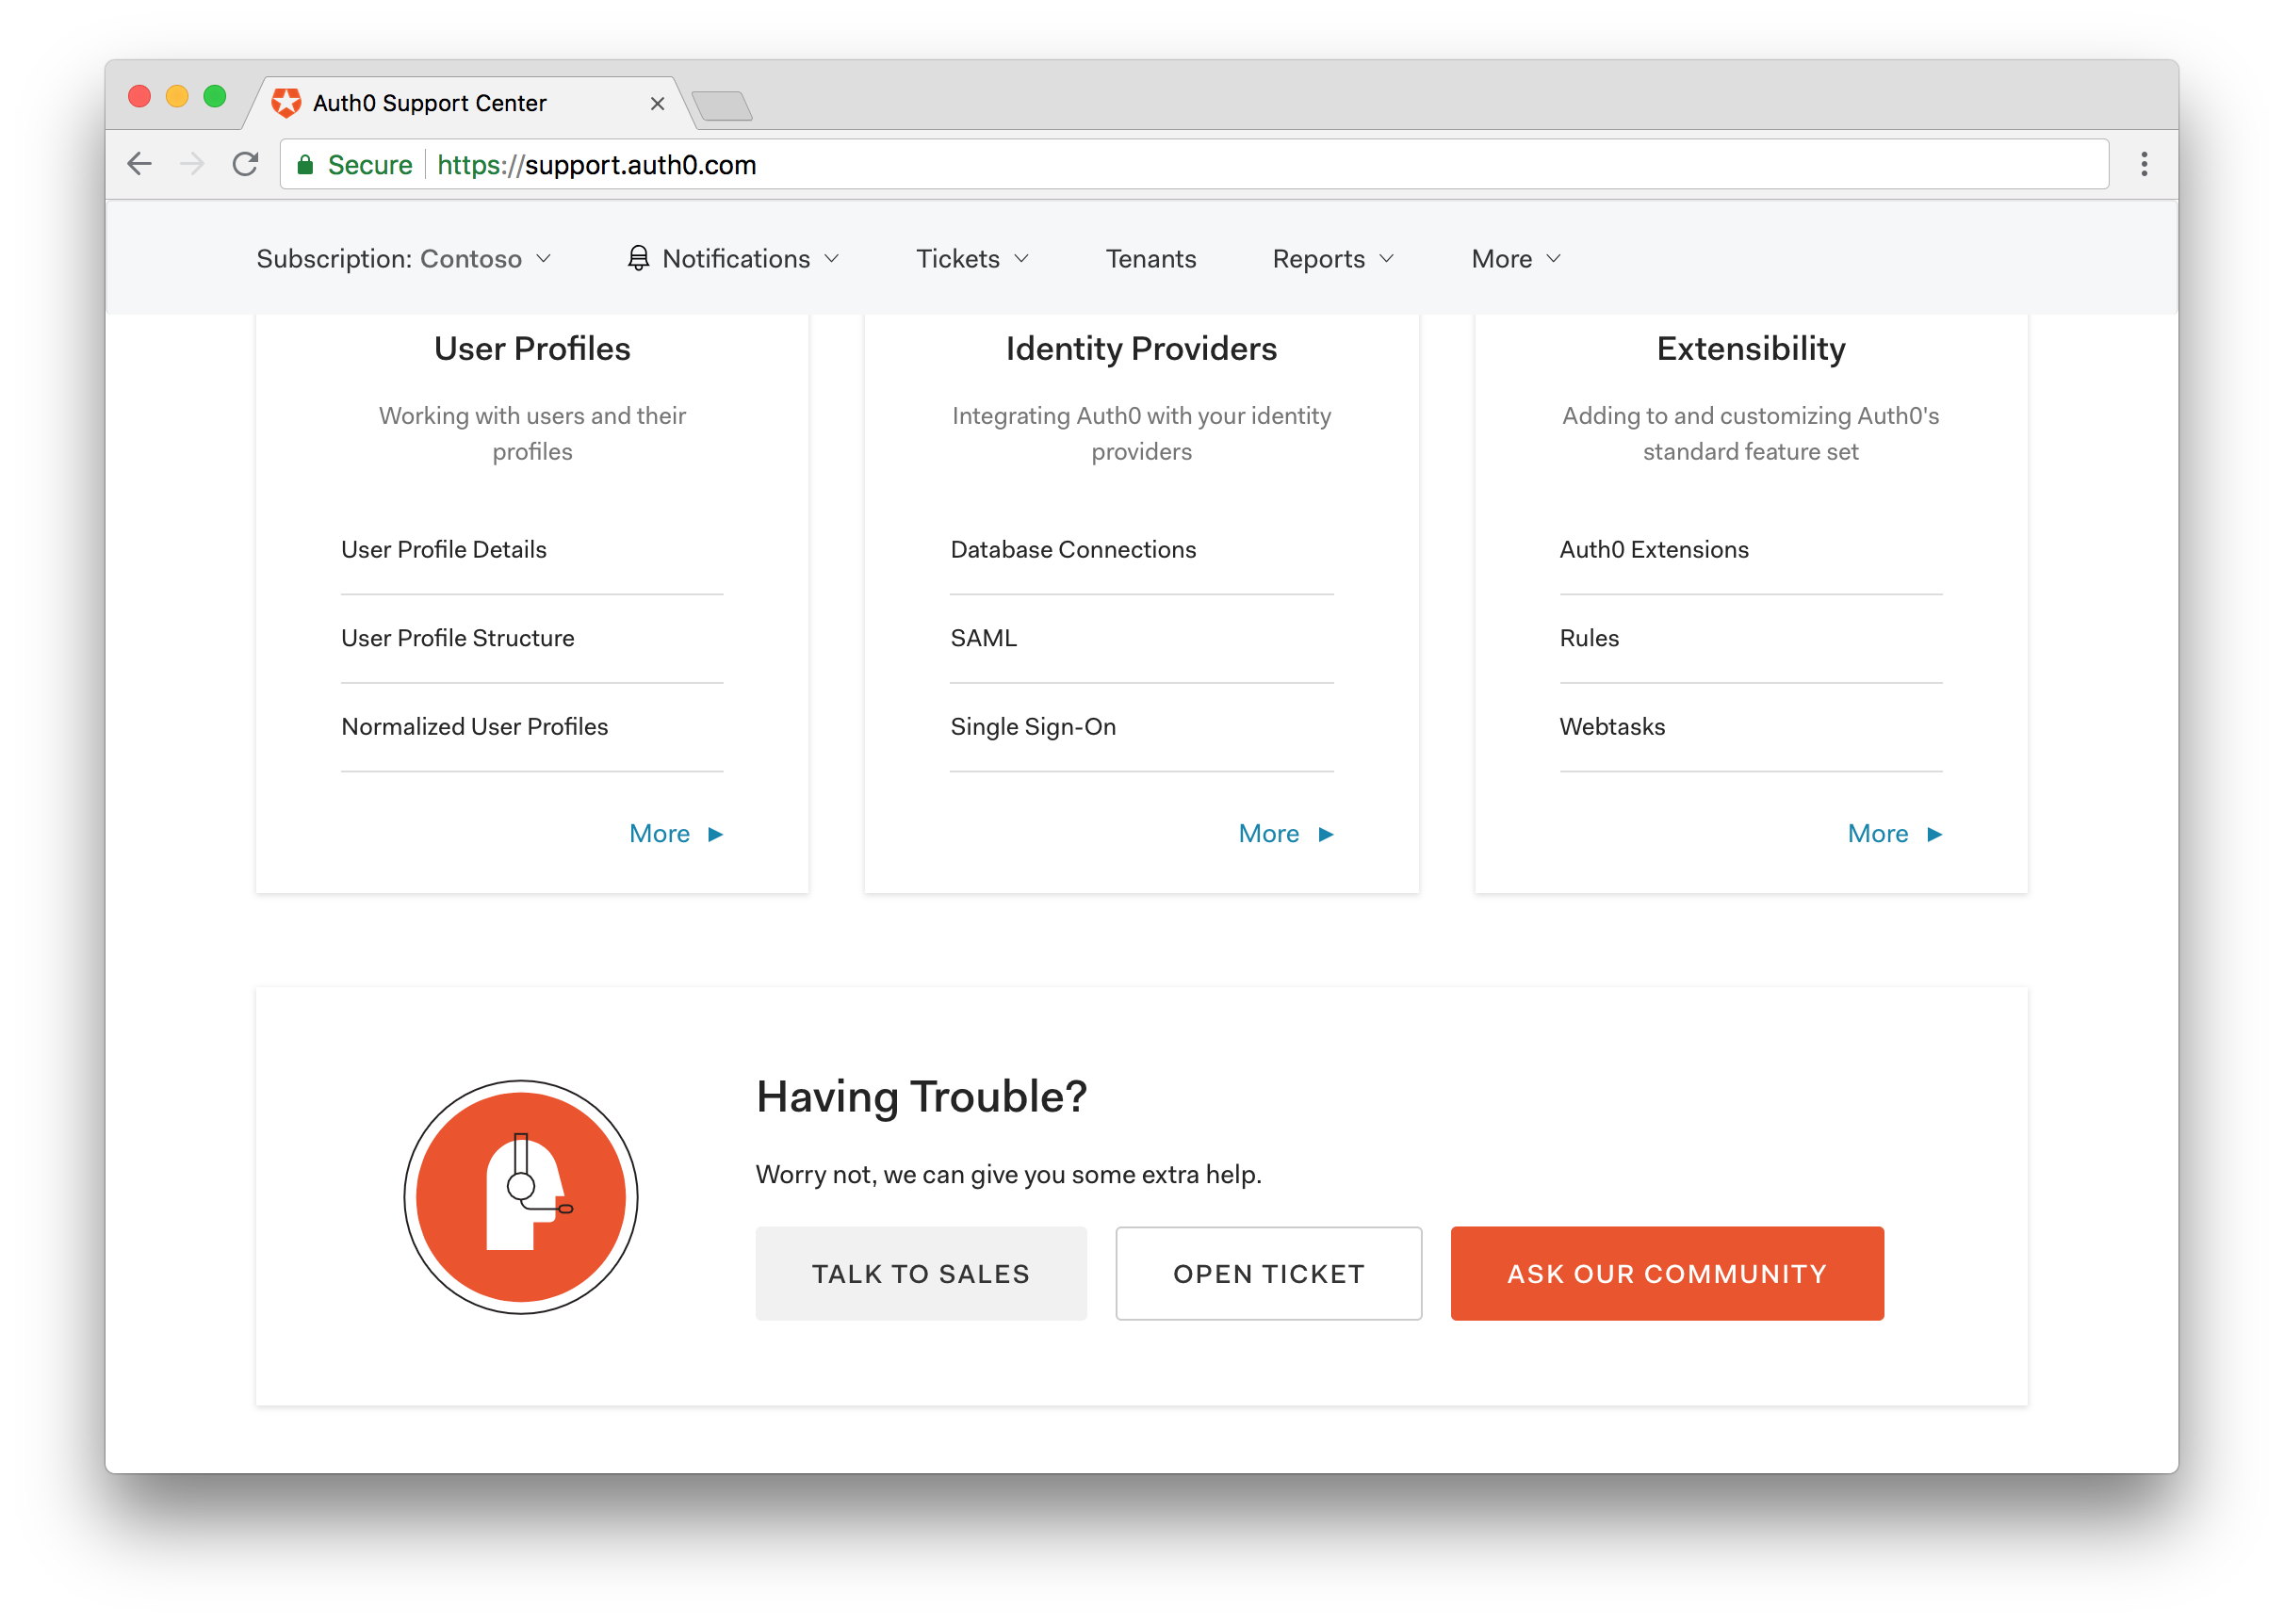 Auth0 Support Center
Secure https://support.auth0.com
Subscription: Contoso Notifications Tickets Tenants Reports More
User Profiles
Working with users and their
profiles
User Profile Details
User Profile Structure
Normalized User Profiles
More
Identity Providers
Integrating Auth0 with your identity
providers
Database Connections
SAML
Single Sign-On
More
Extensibility
Adding to and customizing Auth0's
standard feature set
Auth0 Extensions
Rules
Webtasks
More
Having Trouble?
Worry not, we can give you some extra help.
TALK TO SALES
OPEN TICKET
ASK OUR COMMUNITY